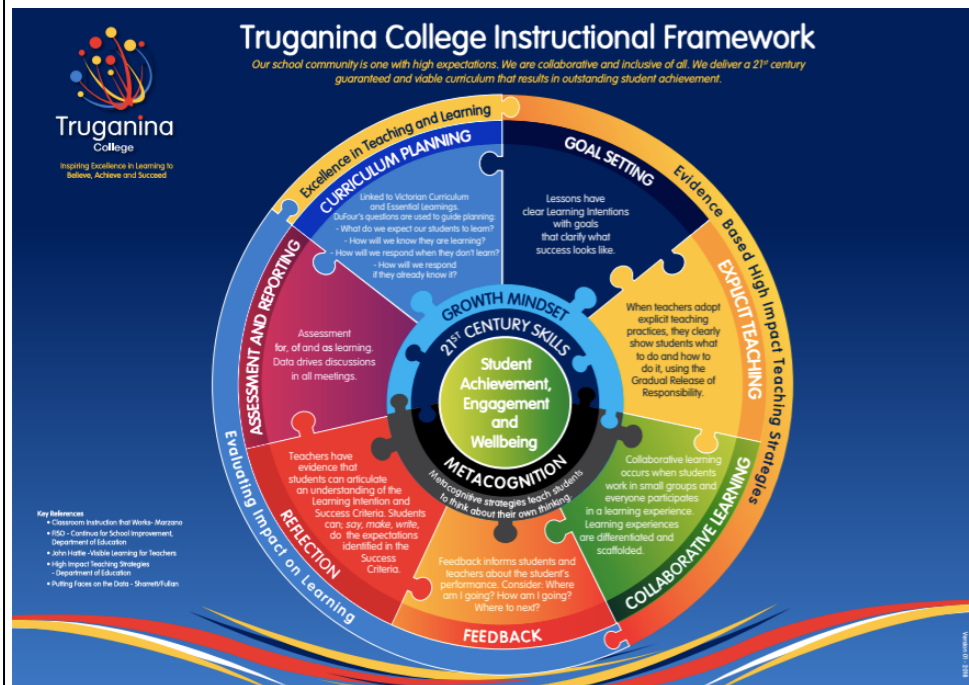 Truganina College Instructional Framework
Our school community is one with high expectations. We are collaborative and inclusive of all. We deliver a 21st century
guaranteed and viable curriculum that results in outstanding student achievement.
Truganina
College
Inspiring Excellence in Learning to
Believe, Achieve and Succeed
Excellence in Teaching and Learning
CURRICULUM PLANNING
Linked to Victorian Curriculum
and Essential Learnings.
DuFour's questions are used to guide planning:
- What do we expect our students to learn?
- How will we know they are learning?
- How will we respond when they don't learn?
- How will we respond
if they already know it?
GOAL SETTING
Lessons have
clear Learning Intentions
with goals
that clarify what
success looks like.
Evidence Based High Impact Teaching Strategies
EXPLICIT TEACHING
When teachers adopt
explicit teaching
practices, they clearly
show students what
to do and how to
do it, using the
Gradual Release of
Responsibility.
COLLABORATIVE LEARNING
Collaborative learning
occurs when students
work in small groups and
everyone participates
in a learning experience.
Learning experiences
are differentiated and
scaffolded.
FEEDBACK
Feedback informs students and
teachers about the student's
performance. Consider: Where
am I going? How am I going?
Where to next?
REFLECTION
Teachers have
evidence that
students can articulate
an understanding of the
Learning Intention and
Success Criteria. Students
can; say, make, write,
do the expectations
identified in the
Success
Criteria.
Evaluating Impact on Learning
ASSESSMENT AND REPORTING
Assessment
for, of and as learning.
Data drives discussions
in all meetings.
GROWTH MINDSET
21ST CENTURY SKILLS
Student
Achievement,
Engagement
and
Wellbeing
METACOGNITION
Metacognitive strategies teach students
to think about their own thinking.
Key References
• Classroom Instruction that Works- Marzano
• FISO - Continua for School Improvement,
Department of Education
• John Hattie -Visible Learning for Teachers
• High Impact Teaching Strategies
- Department of Education
• Putting Faces on the Data - Sharratt/Fullan